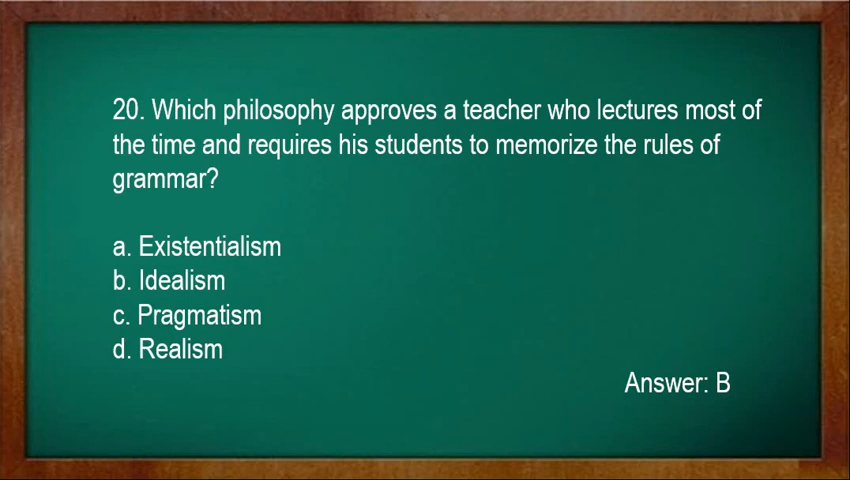 20. Which philosophy approves a teacher who lectures most of
the time and requires his students to memorize the rules of
grammar?
a. Existentialism
b. Idealism
c. Pragmatism
d. Realism
Answer: B